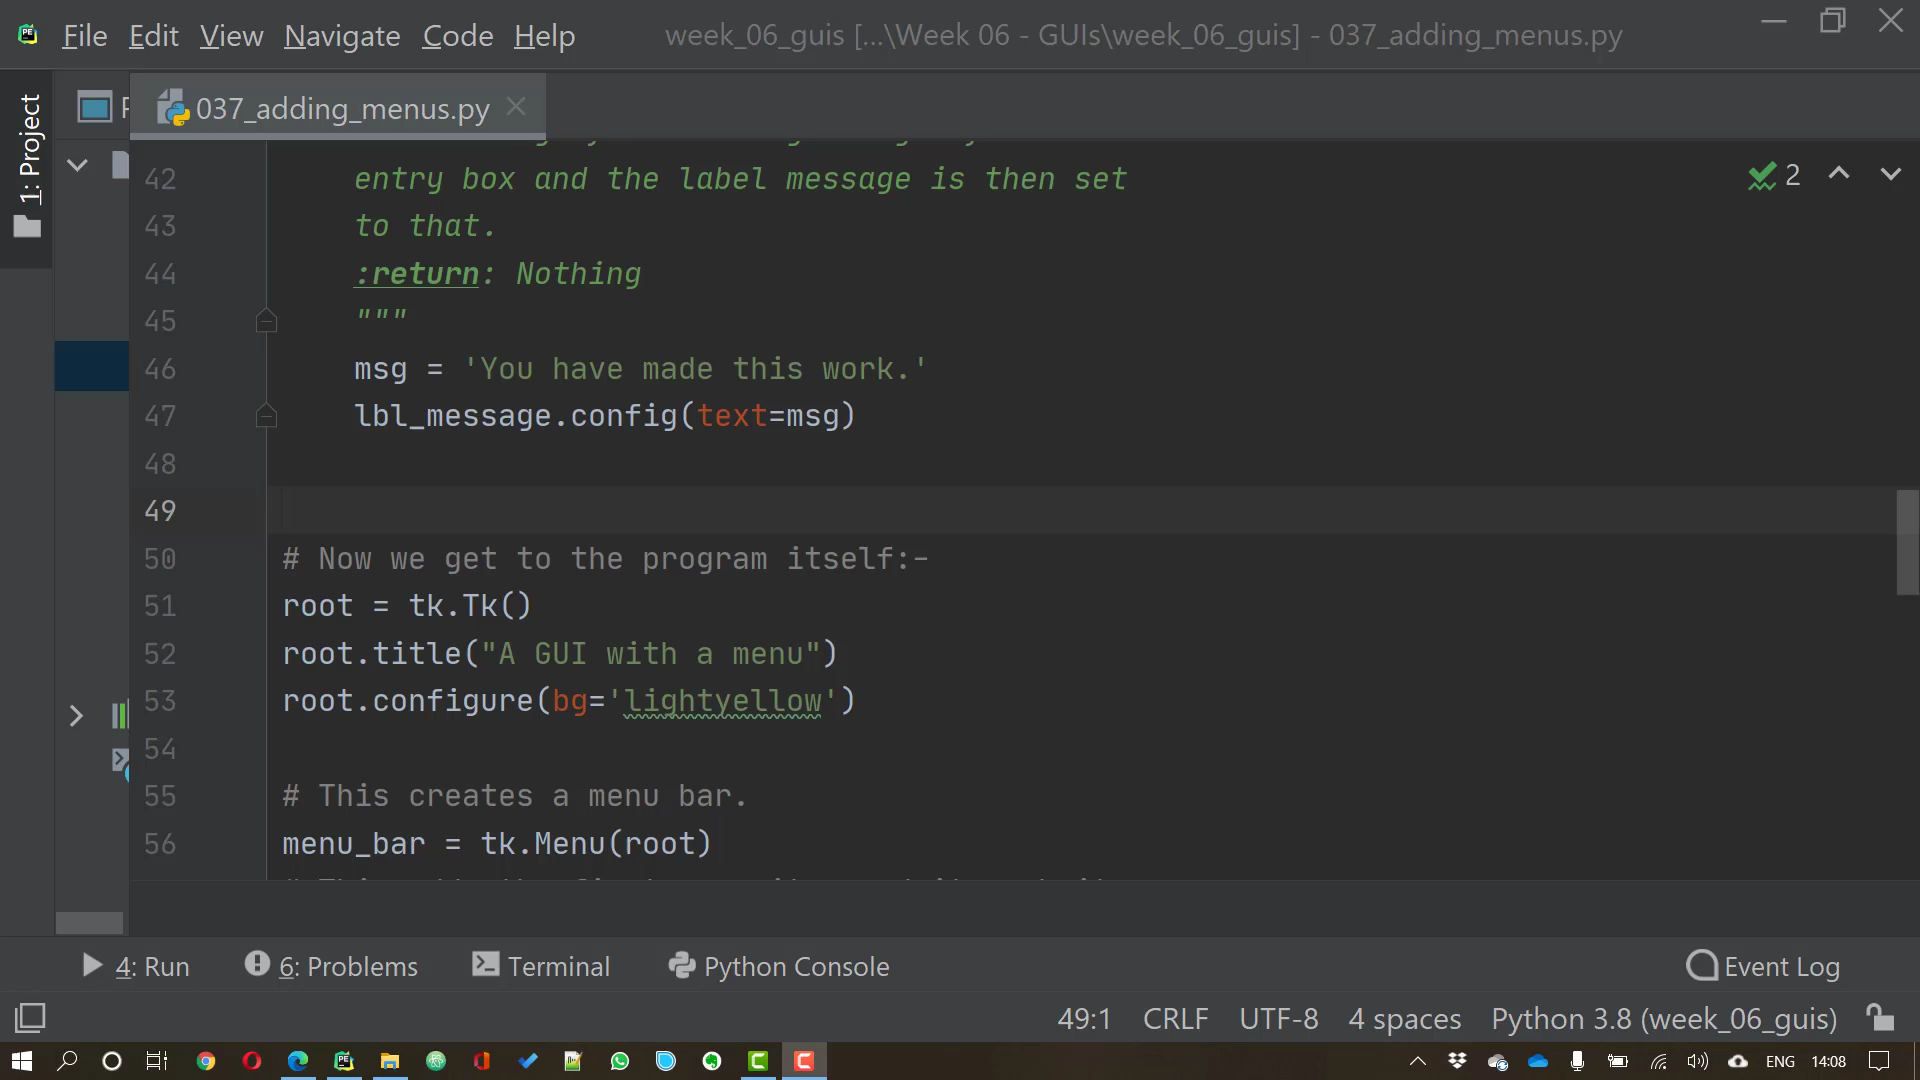 File Edit View Navigate Code Help week_06_guis [...\Week 06 - GUIs\week_06_guis] - 037_adding_menus.py
1: Project
037_adding_menus.py
42 entry box and the label message is then set
2
43 to that.
44 :return: Nothing
45 """
46 msg = 'You have made this work.'
47 lbl_message.config(text=msg)
48
49
50 # Now we get to the program itself:-
51 root = tk.Tk()
52 root.title("A GUI with a menu")
53 root.configure(bg='lightyellow')
54
55 # This creates a menu bar.
56 menu_bar = tk.Menu(root)
4: Run 6: Problems Terminal Python Console Event Log
49:1 CRLF UTF-8 4 spaces Python 3.8 (week_06_guis)
ENG 14:08